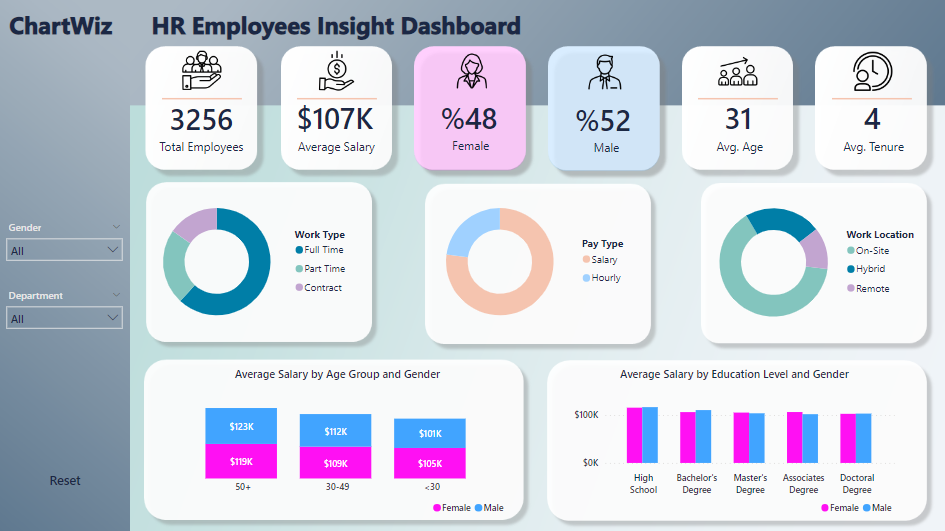 ChartWiz
HR Employees Insight Dashboard
3256
Total Employees
$107K
Average Salary
%48
Female
%52
Male
31
Avg. Age
4
Avg. Tenure
Gender
All
Department
All
Reset
Work Type
Full Time
Part Time
Contract
Pay Type
Salary
Hourly
Work Location
On-Site
Hybrid
Remote
Average Salary by Age Group and Gender
$123K
$112K
$101K
$119K
$109K
$105K
50+
30-49
<30
Female
Male
Average Salary by Education Level and Gender
$100K
$0K
High School
Bachelor's Degree
Master's Degree
Associates Degree
Doctoral Degree
Female
Male